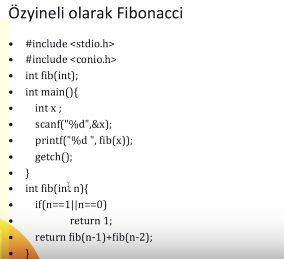 Özyineli olarak Fibonacci
• #include <stdio.h>
• #include <conio.h>
• int fib(int);
• int main(){
• int x ;
• scanf("%d",&x);
• printf("%d ", fib(x));
• getch();
• }
• int fib(int n){
• if(n==1||n==0)
• return 1;
• return fib(n-1)+fib(n-2);
• }